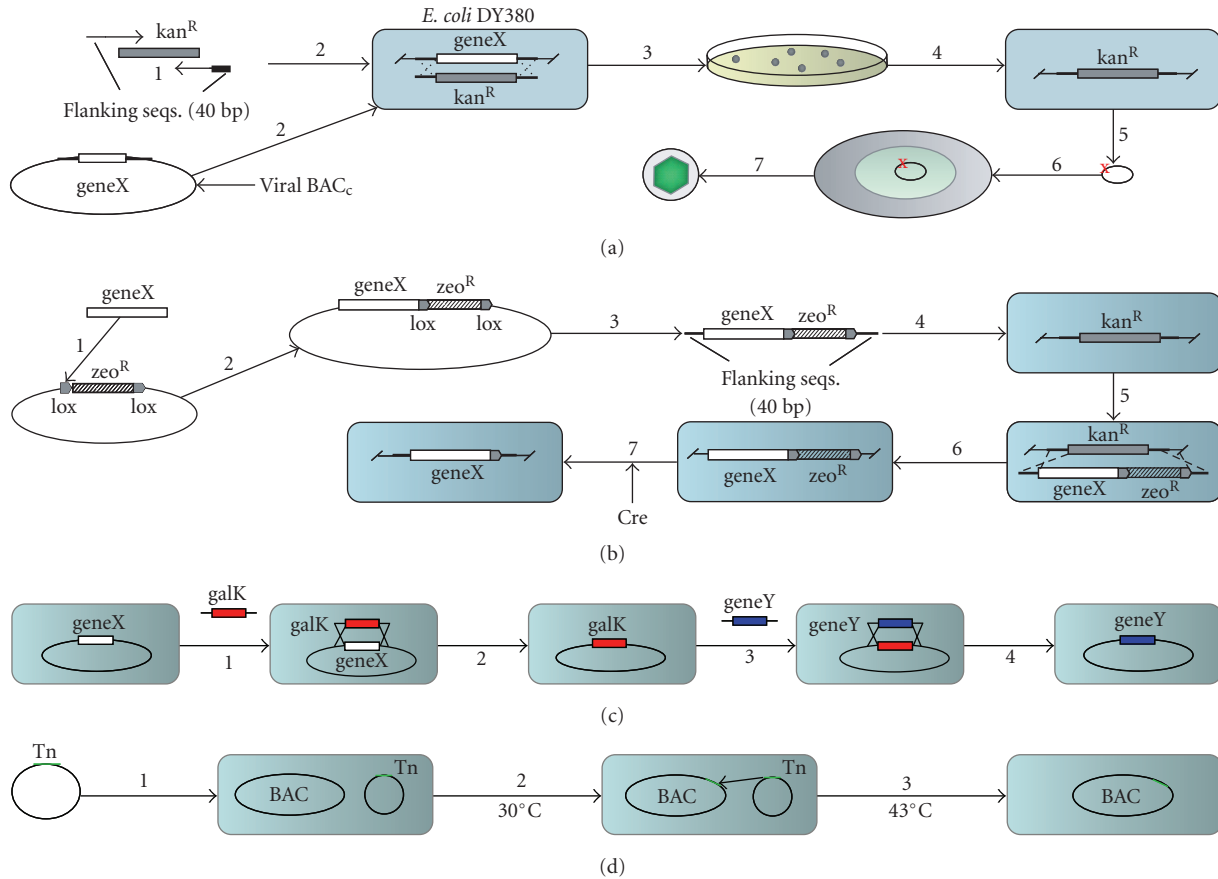 E. coli DY380
kanR
1
Flanking seqs. (40 bp)
2
geneX
kanR
3
4
kanR
2
geneX
Viral BACc
5
x
6
x
7
(a)
geneX
1
zeoR
lox lox
2
geneX zeoR
lox lox
3
geneX zeoR
Flanking seqs.
(40 bp)
4
kanR
5
kanR
geneX zeoR
6
geneX zeoR
7
Cre
geneX
(b)
geneX
galK
1
galK
geneX
2
galK
geneY
3
geneY
4
geneY
(c)
Tn
1
BAC
Tn
2
30°C
BAC
Tn
3
43°C
BAC
(d)